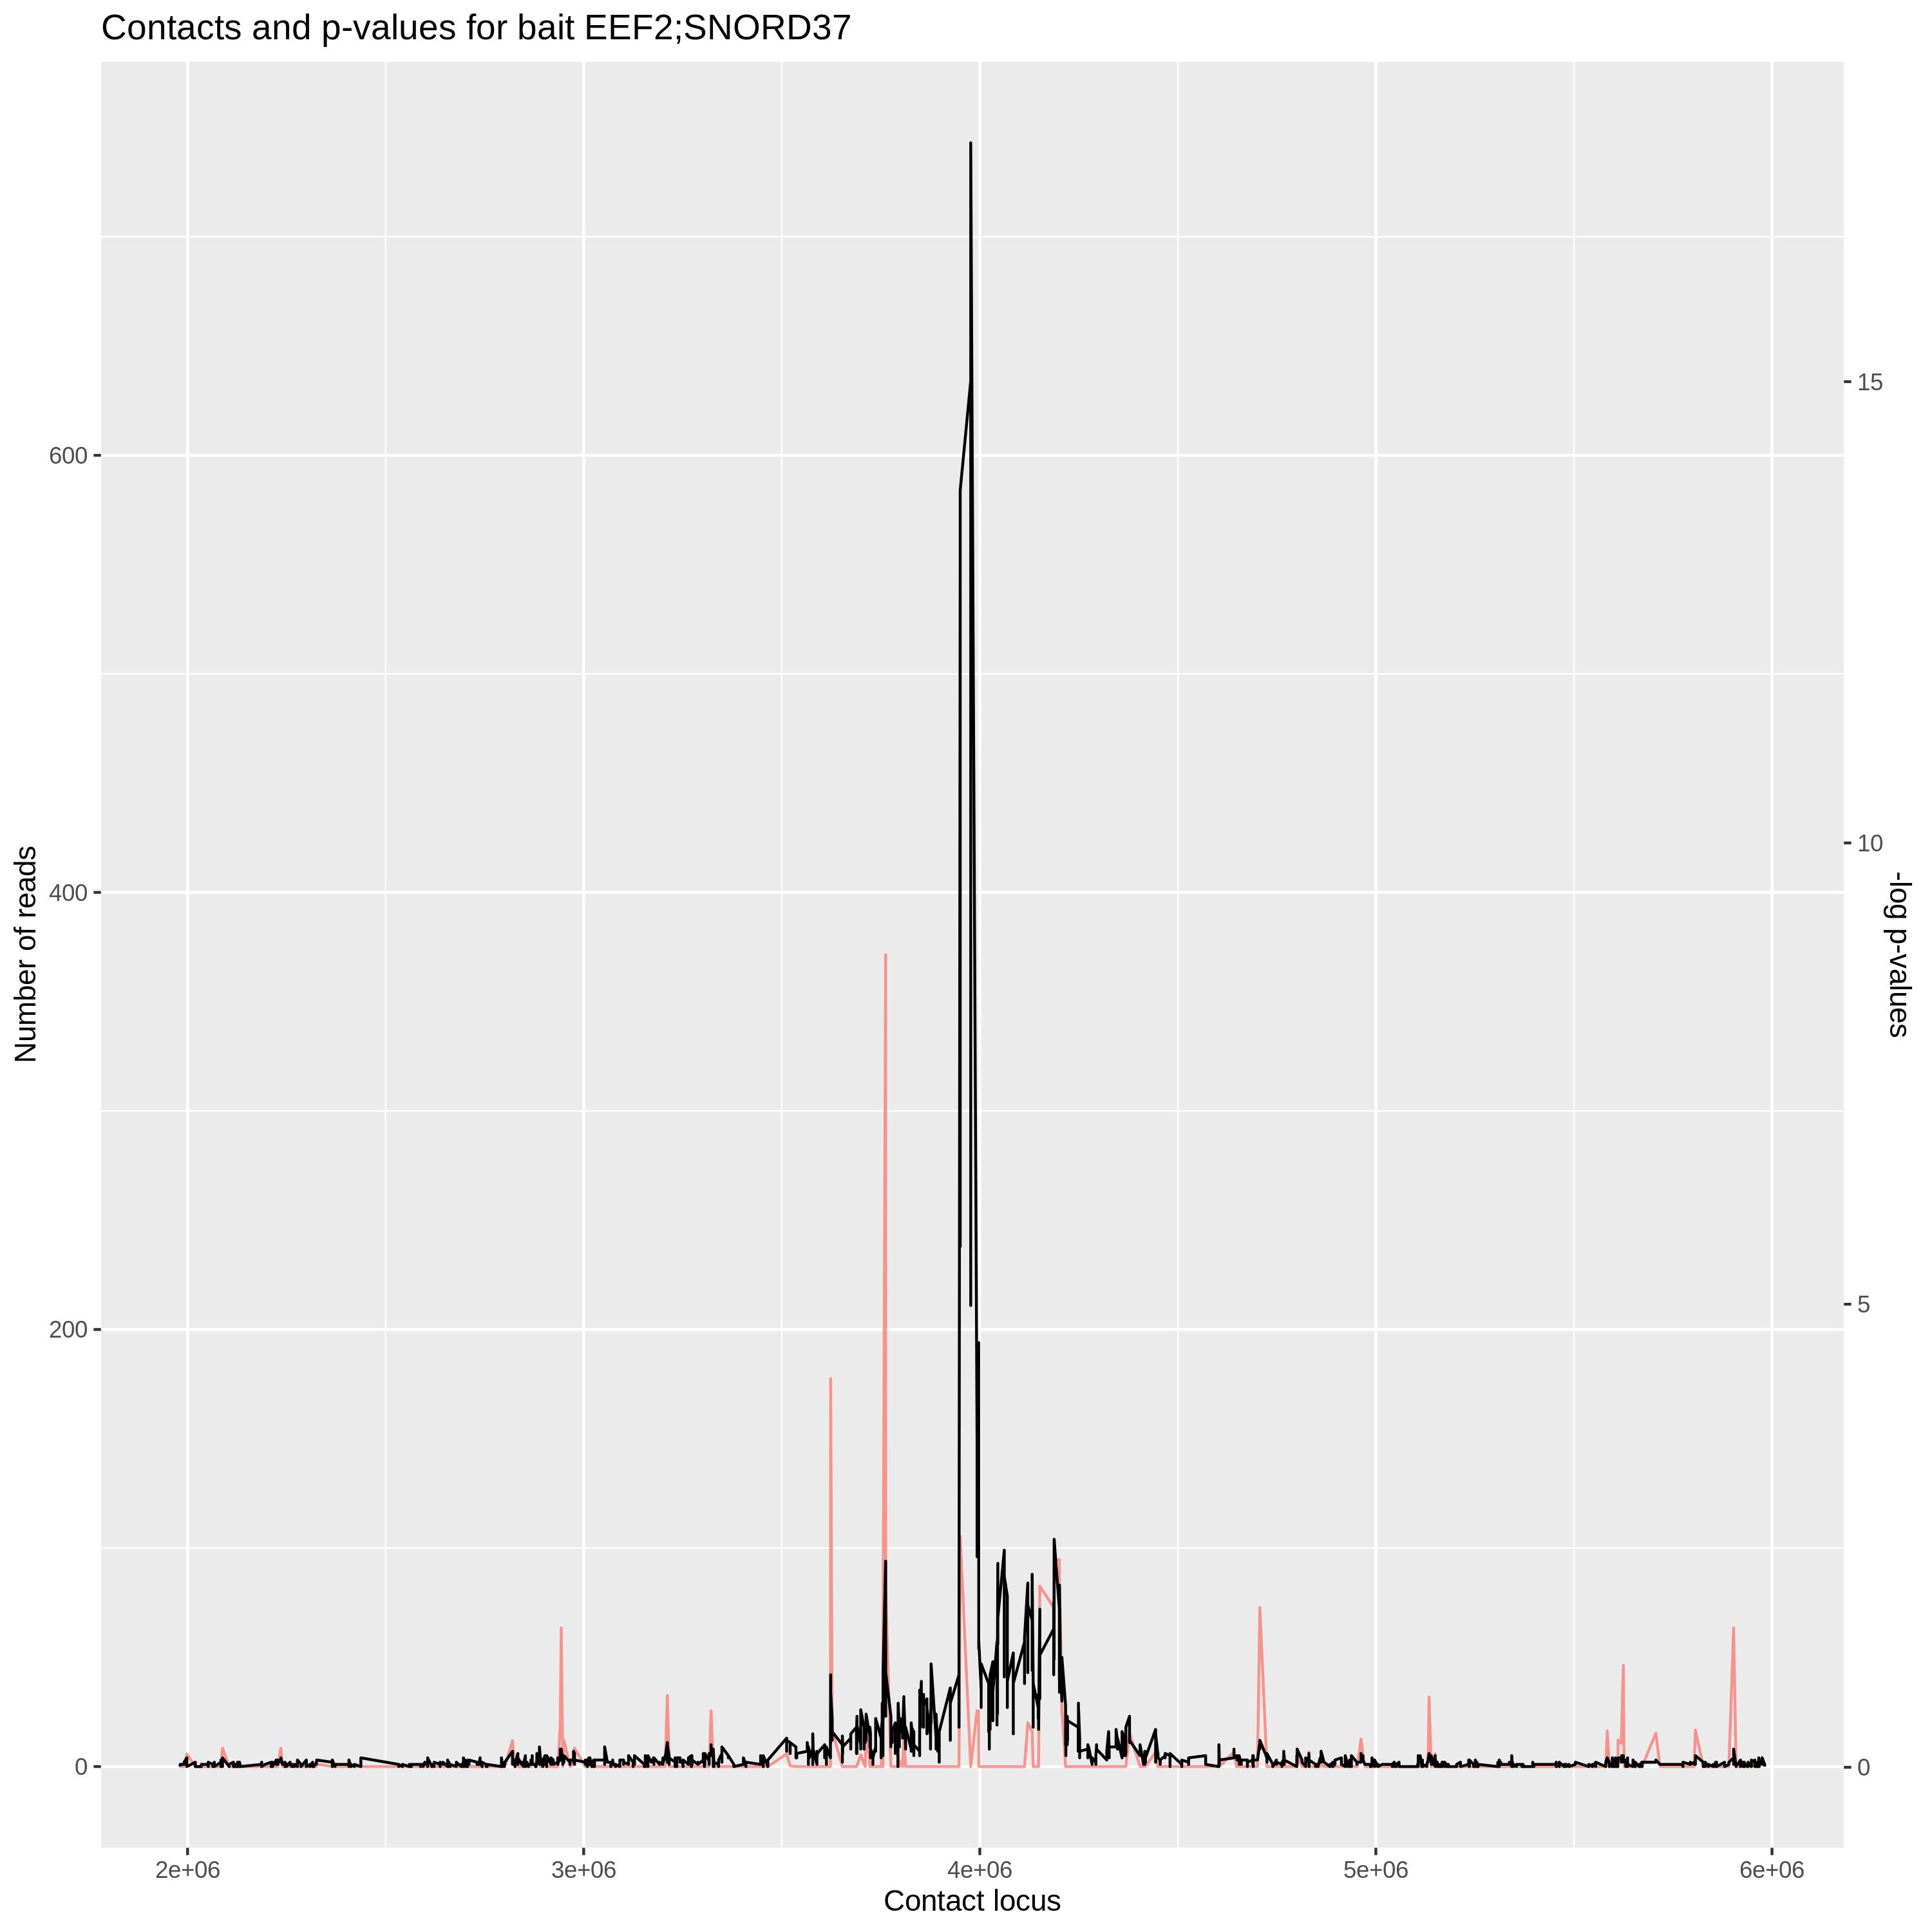 Contacts and p-values for bait EEF2;SNORD37
Number of reads
600
400
200
0
15
10
5
0
-log p-values
2e+06 3e+06 4e+06 5e+06 6e+06
Contact locus